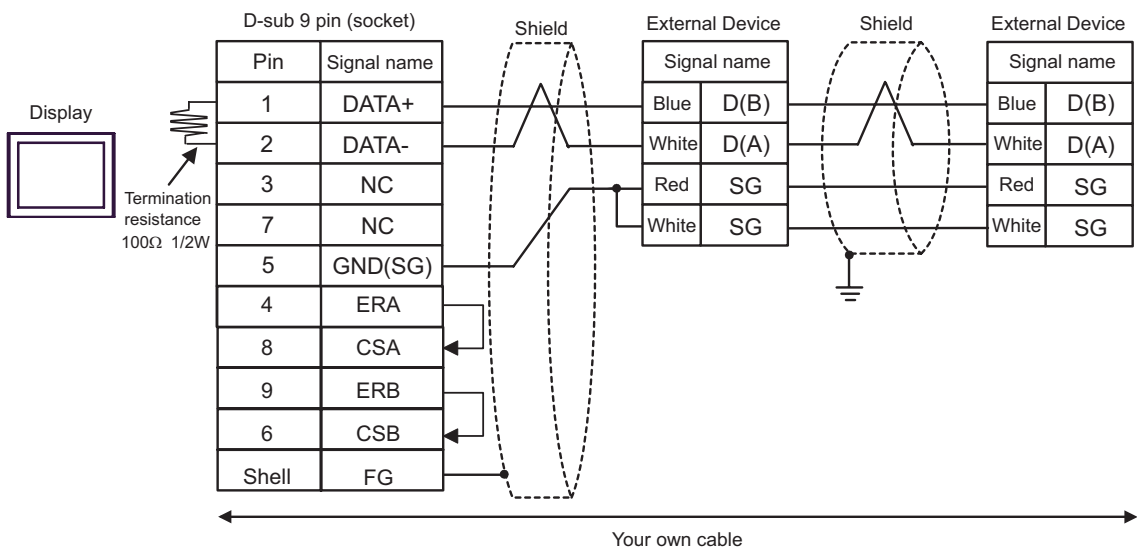 D-sub 9 pin (socket) Shield External Device Shield External Device
Pin Signal name Signal name Signal name
Display
1 DATA+ Blue D(B) Blue D(B)
2 DATA- White D(A) White D(A)
3 NC Red SG Red SG
7 NC White SG White SG
5 GND(SG)
4 ERA
8 CSA
9 ERB
6 CSB
Shell FG
Termination
resistance
100Ω 1/2W
Your own cable